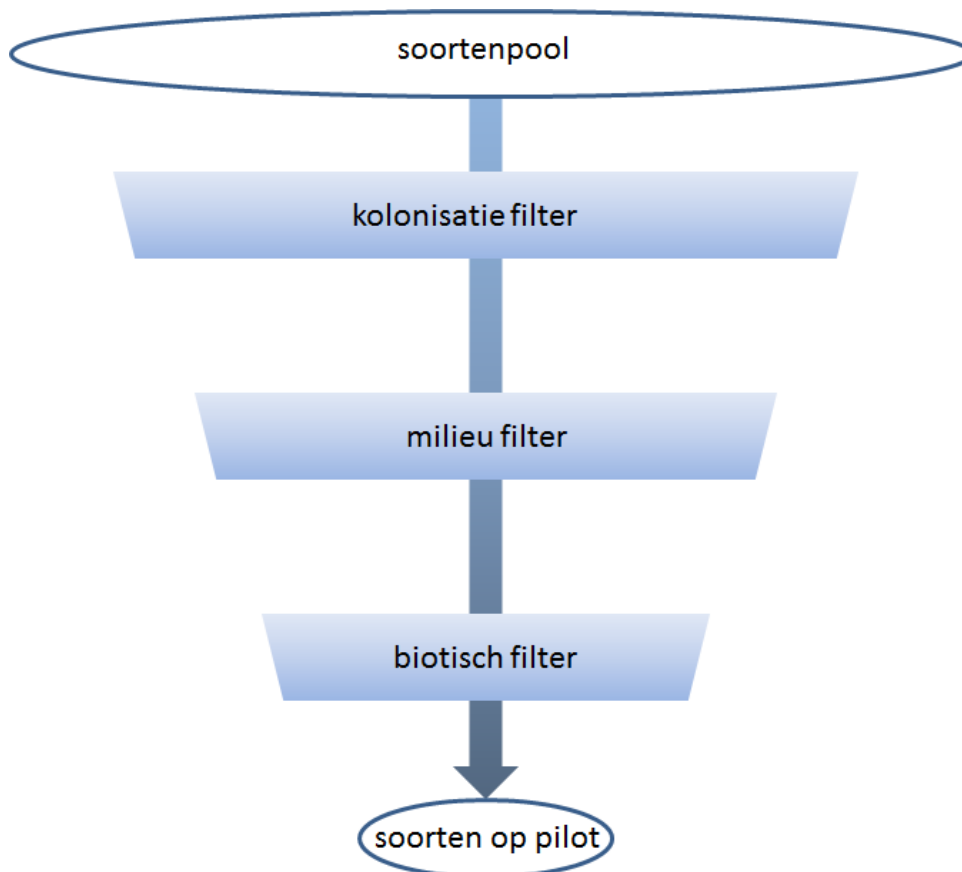 soortenpool
kolonisatie filter
milieu filter
biotisch filter
soorten op pilot